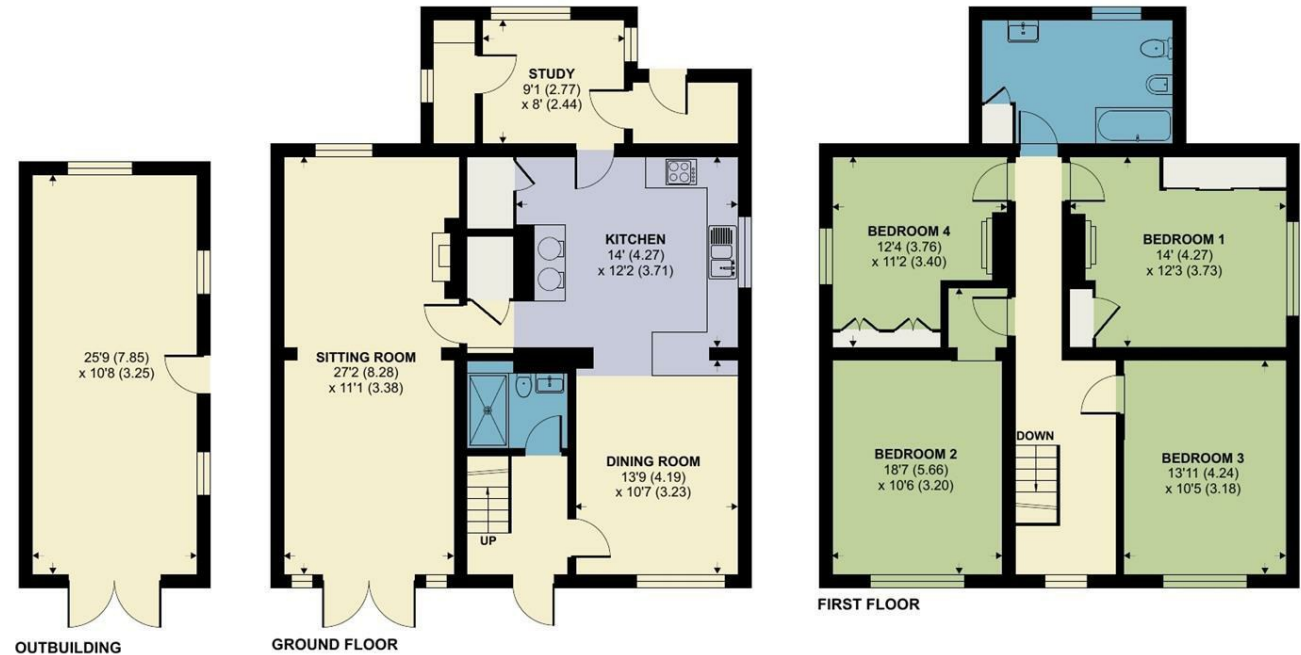 STUDY
9'1 (2.77)
x 8' (2.44)
KITCHEN
14' (4.27)
x 12'2 (3.71)
25'9 (7.85)
x 10'8 (3.25)
SITTING ROOM
27'2 (8.28)
x 11'1 (3.38)
DINING ROOM
13'9 (4.19)
x 10'7 (3.23)
UP
BEDROOM 4
12'4 (3.76)
x 11'2 (3.40)
BEDROOM 1
14' (4.27)
x 12'3 (3.73)
DOWN
BEDROOM 2
18'7 (5.66)
x 10'6 (3.20)
BEDROOM 3
13'11 (4.24)
x 10'5 (3.18)
OUTBUILDING
GROUND FLOOR
FIRST FLOOR